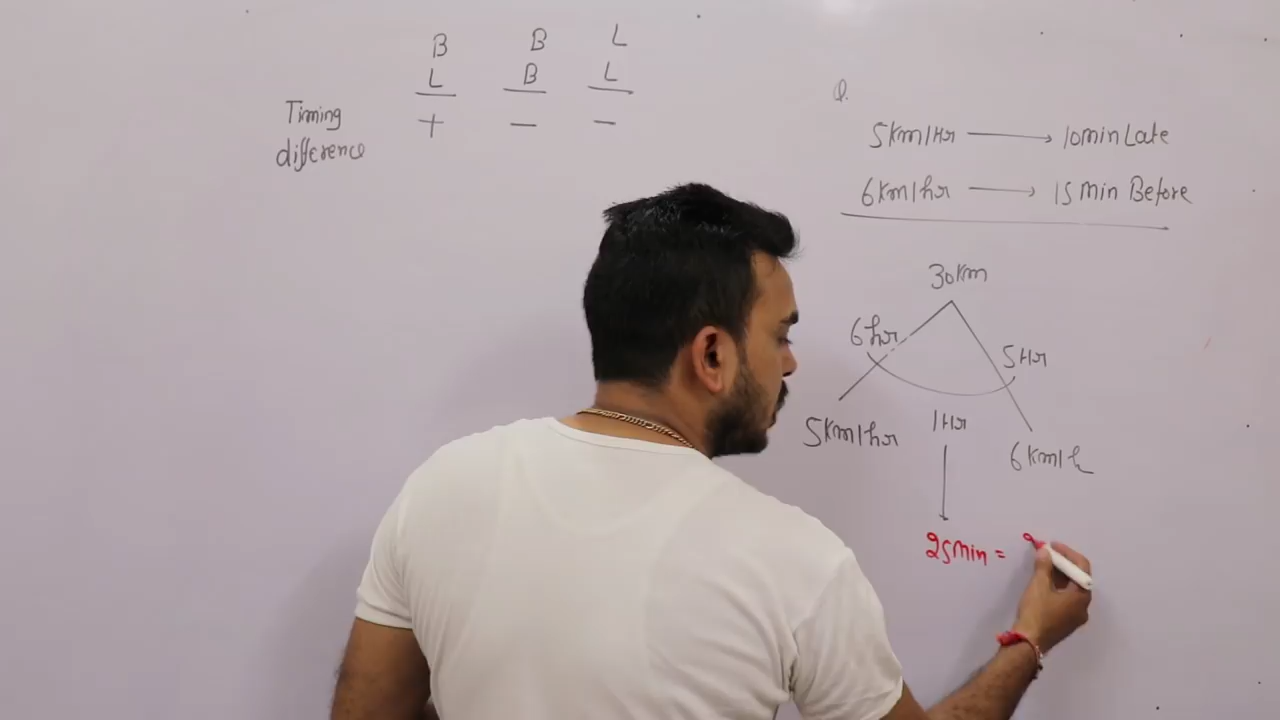 B B L
L B L
Timing + − −
difference
Q.
5km/Hr → 10min Late
6km/hr → 15 Min Before
30km
6hr 5Hr
5km/hr 1Hr 6km/h
25min =